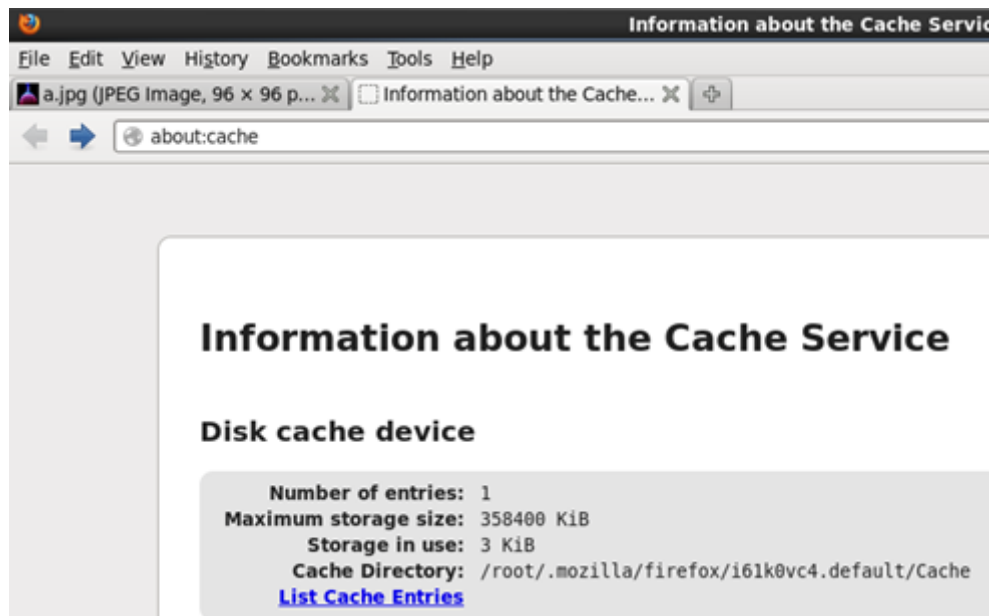 Information about the Cache Servic
File Edit View History Bookmarks Tools Help
a.jpg (JPEG Image, 96 × 96 p... Information about the Cache...
about:cache
Information about the Cache Service
Disk cache device
Number of entries: 1
Maximum storage size: 358400 KiB
Storage in use: 3 KiB
Cache Directory: /root/.mozilla/firefox/i61k0vc4.default/Cache
List Cache Entries